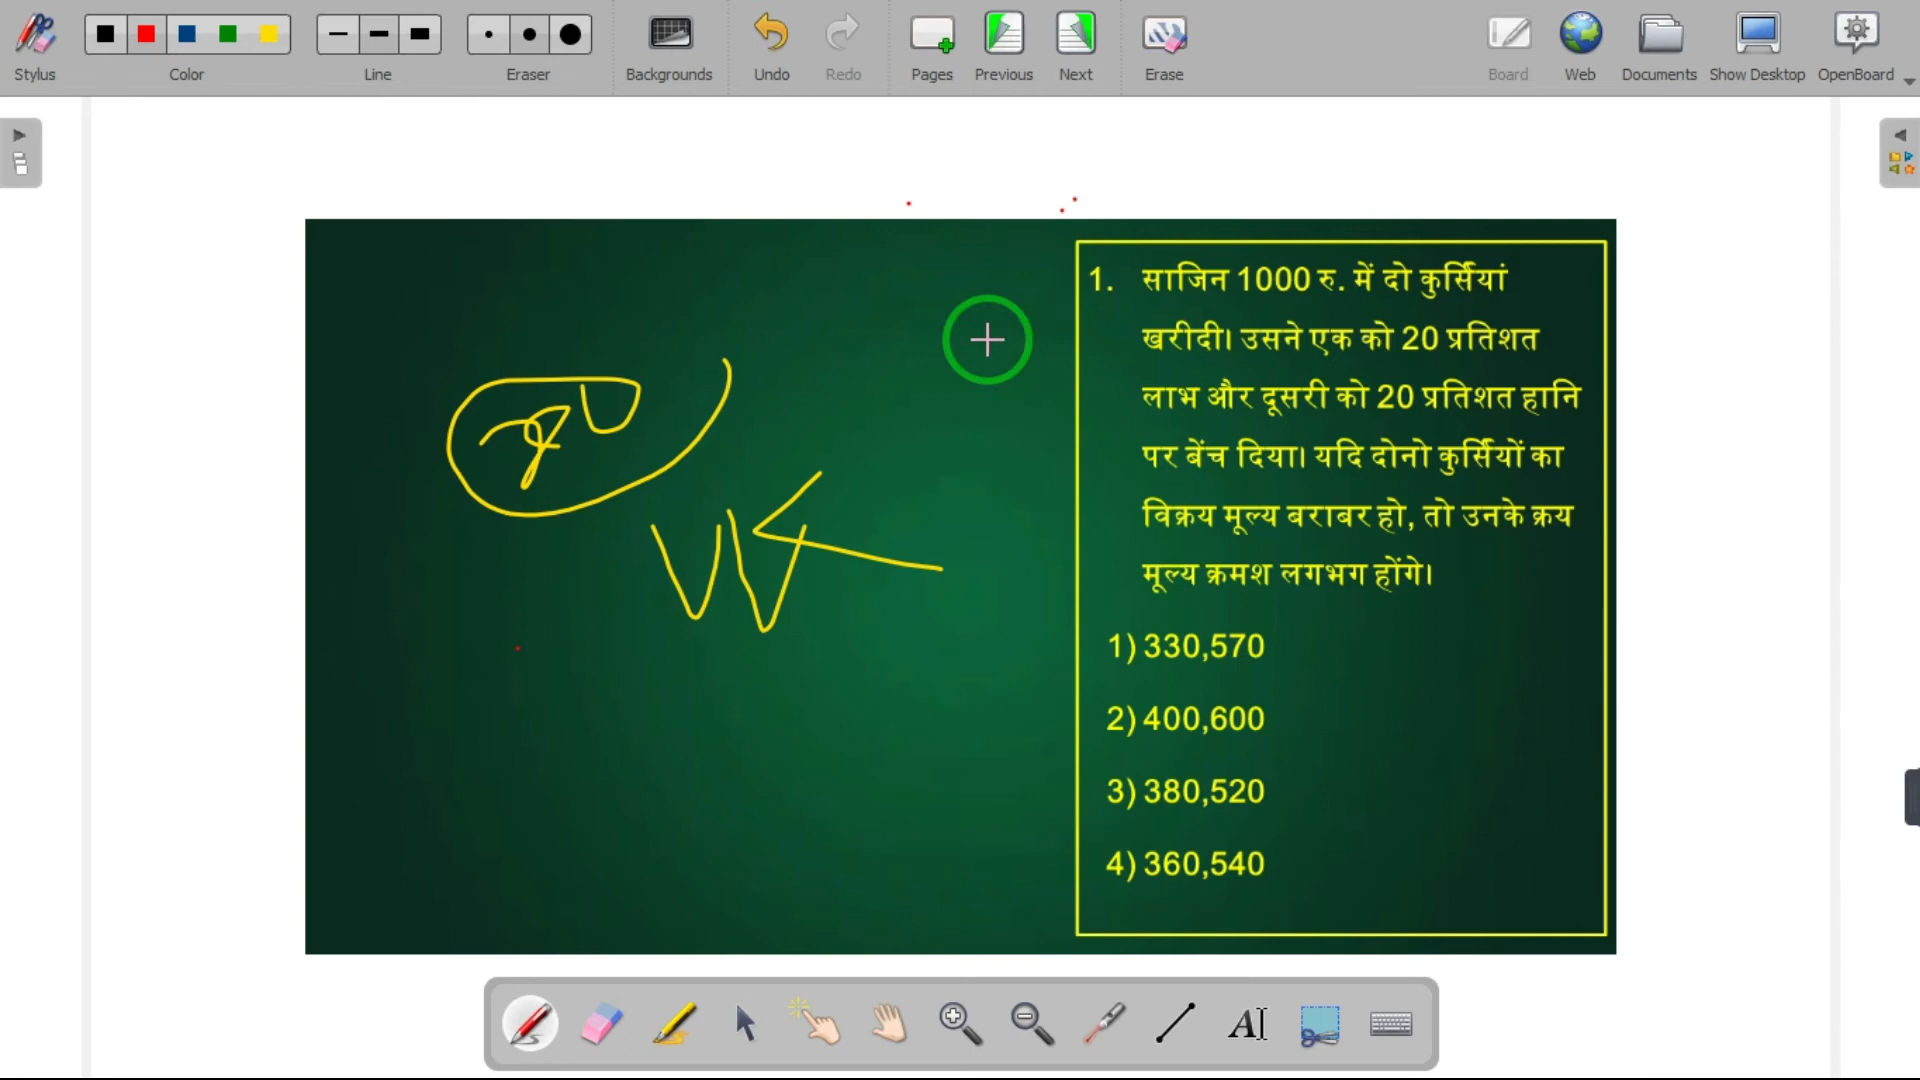 Stylus
Color
Line
Eraser
Backgrounds
Undo
Redo
Pages
Previous
Next
Erase
Board
Web
Documents
Show Desktop
OpenBoard
1. साजिन 1000 रु. में दो कुर्सियां
खरीदी। उसने एक को 20 प्रतिशत
लाभ और दूसरी को 20 प्रतिशत हानि
पर बेंच दिया। यदि दोनो कुर्सियों का
विक्रय मूल्य बराबर हो, तो उनके क्रय
मूल्य क्रमश लगभग होंगे।
1) 330,570
2) 400,600
3) 380,520
4) 360,540